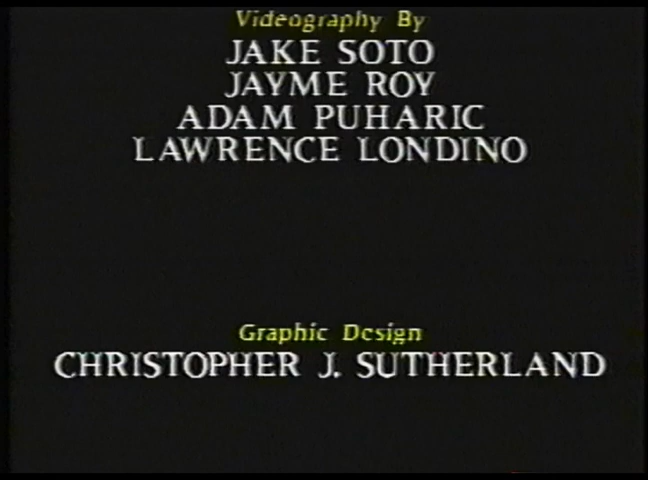 Videography By
JAKE SOTO
JAYME ROY
ADAM PUHARIC
LAWRENCE LONDINO
Graphic Design
CHRISTOPHER J. SUTHERLAND